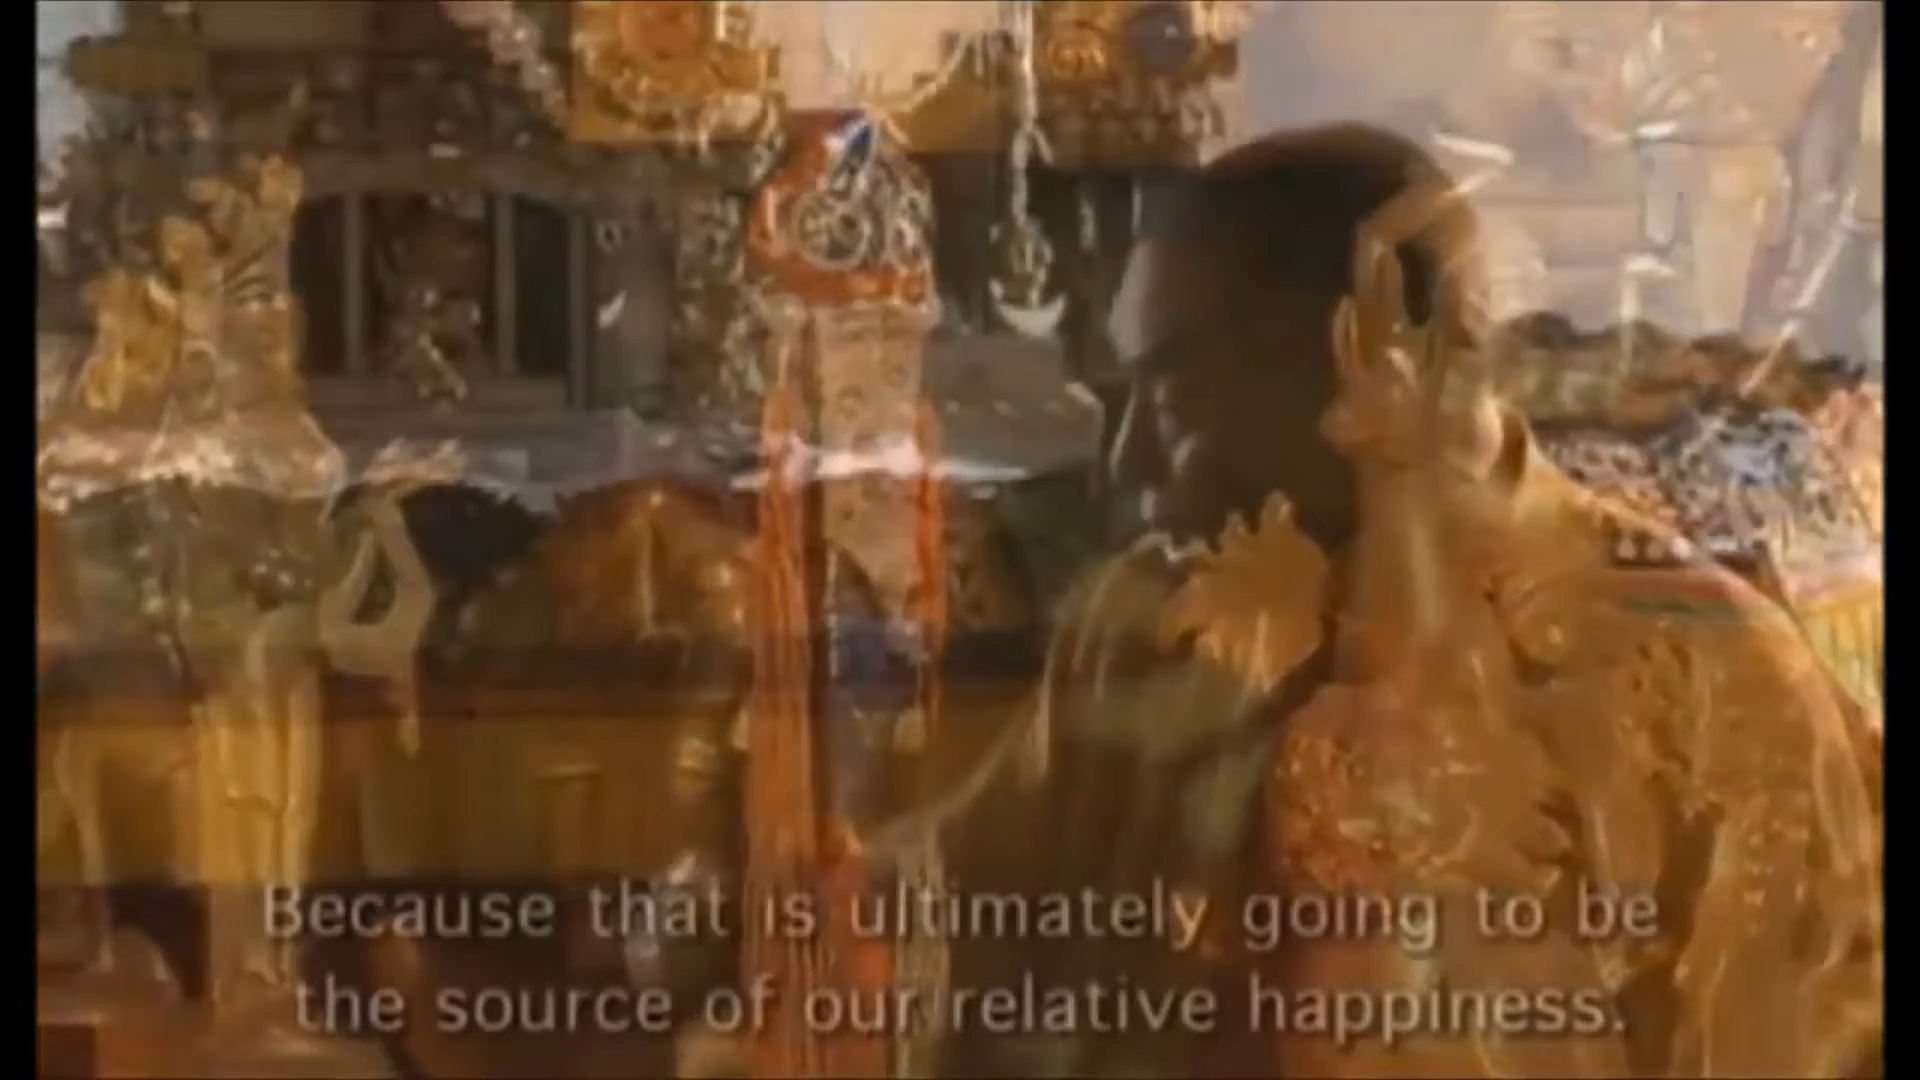 Because that is ultimately going to be
the source of our relative happiness.